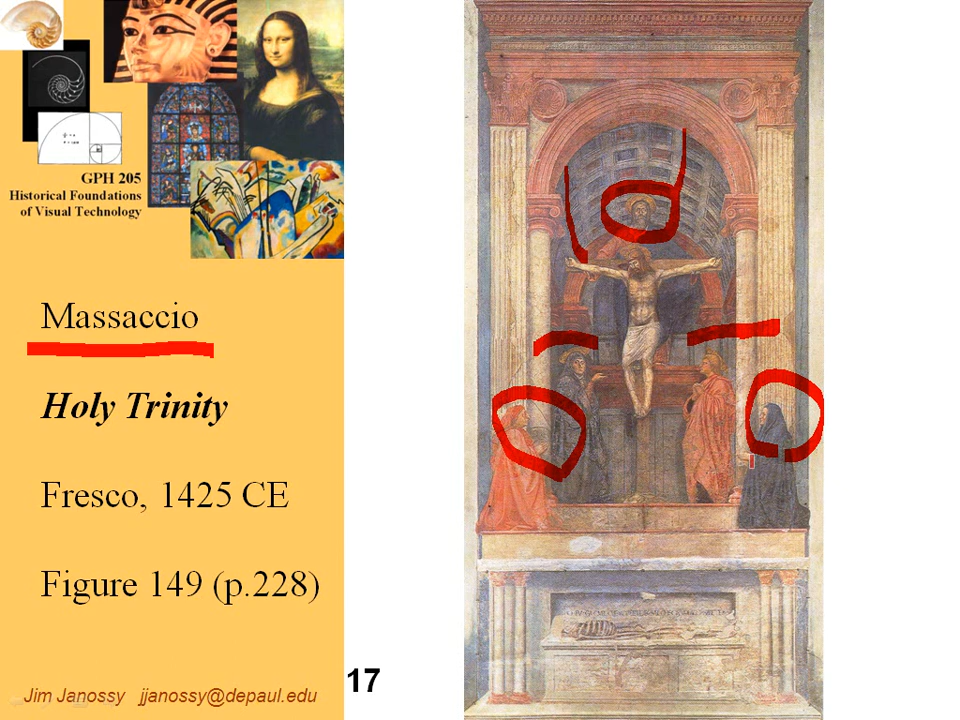 GPH 205
Historical Foundations
of Visual Technology
Massaccio
Holy Trinity
Fresco, 1425 CE
Figure 149 (p.228)
Jim Janossy jjanossy@depaul.edu
17